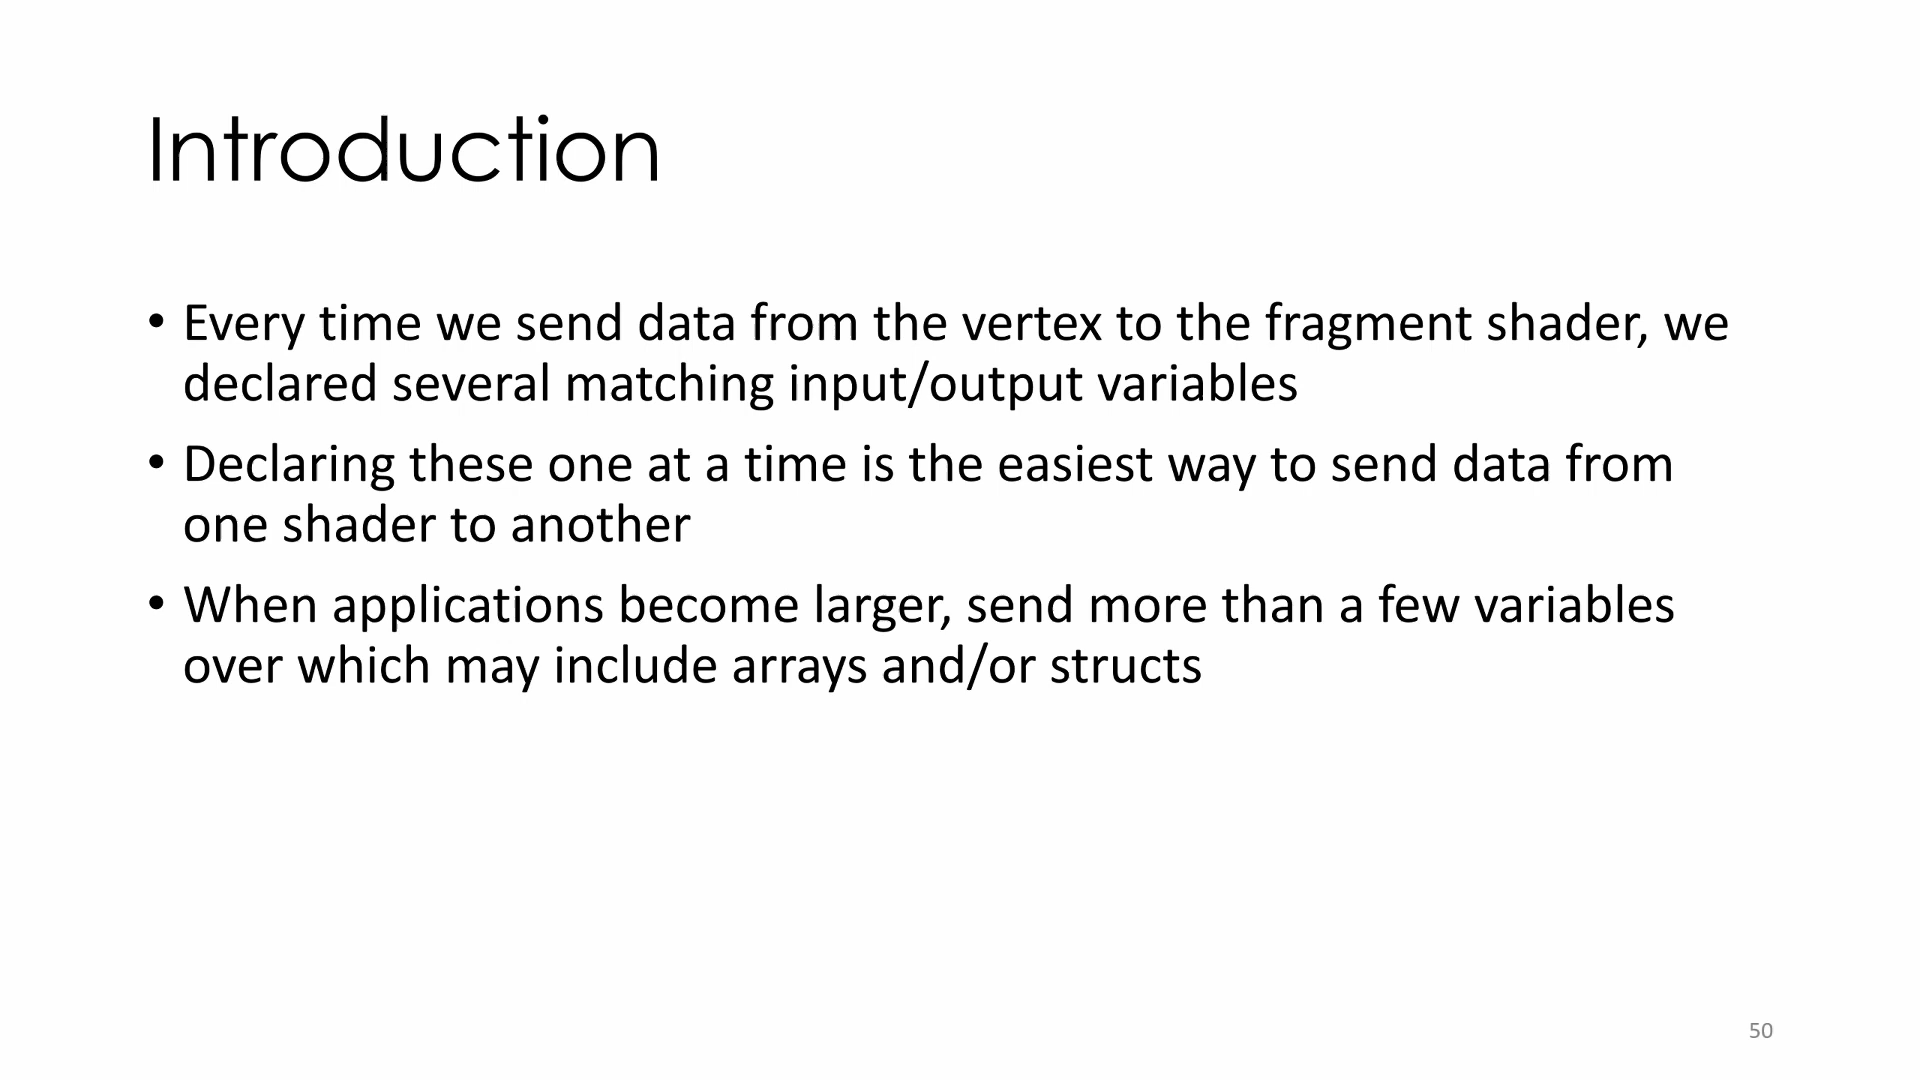 Introduction
• Every time we send data from the vertex to the fragment shader, we
declared several matching input/output variables
• Declaring these one at a time is the easiest way to send data from
one shader to another
• When applications become larger, send more than a few variables
over which may include arrays and/or structs
50